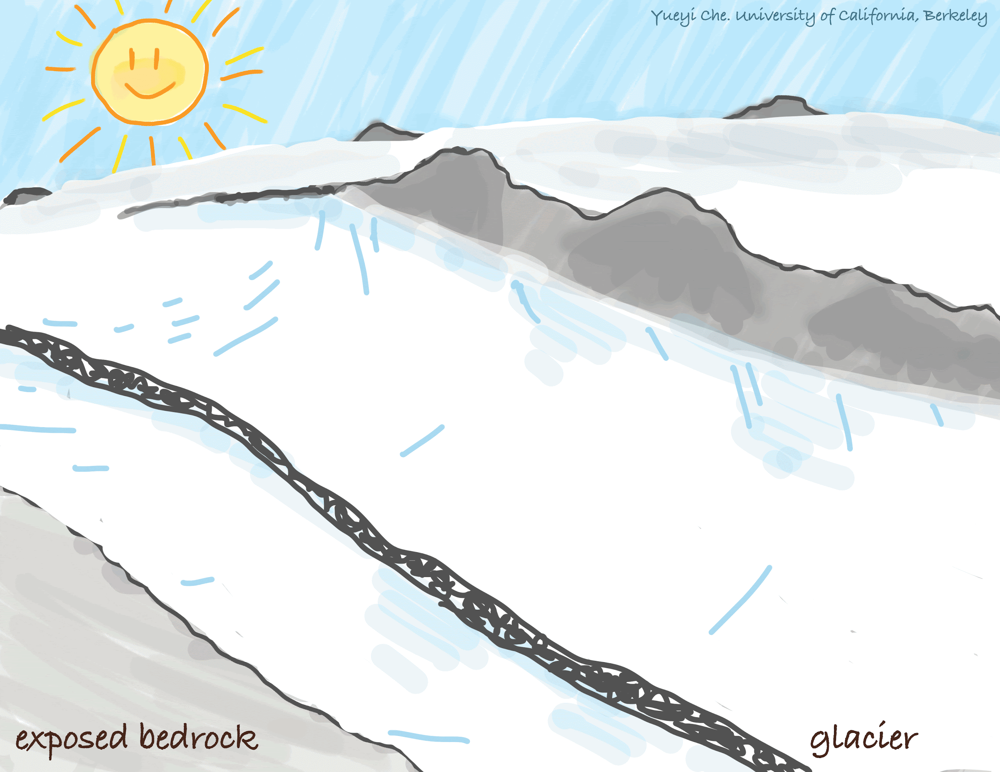 Yueyi Che. University of California, Berkeley
exposed bedrock
glacier